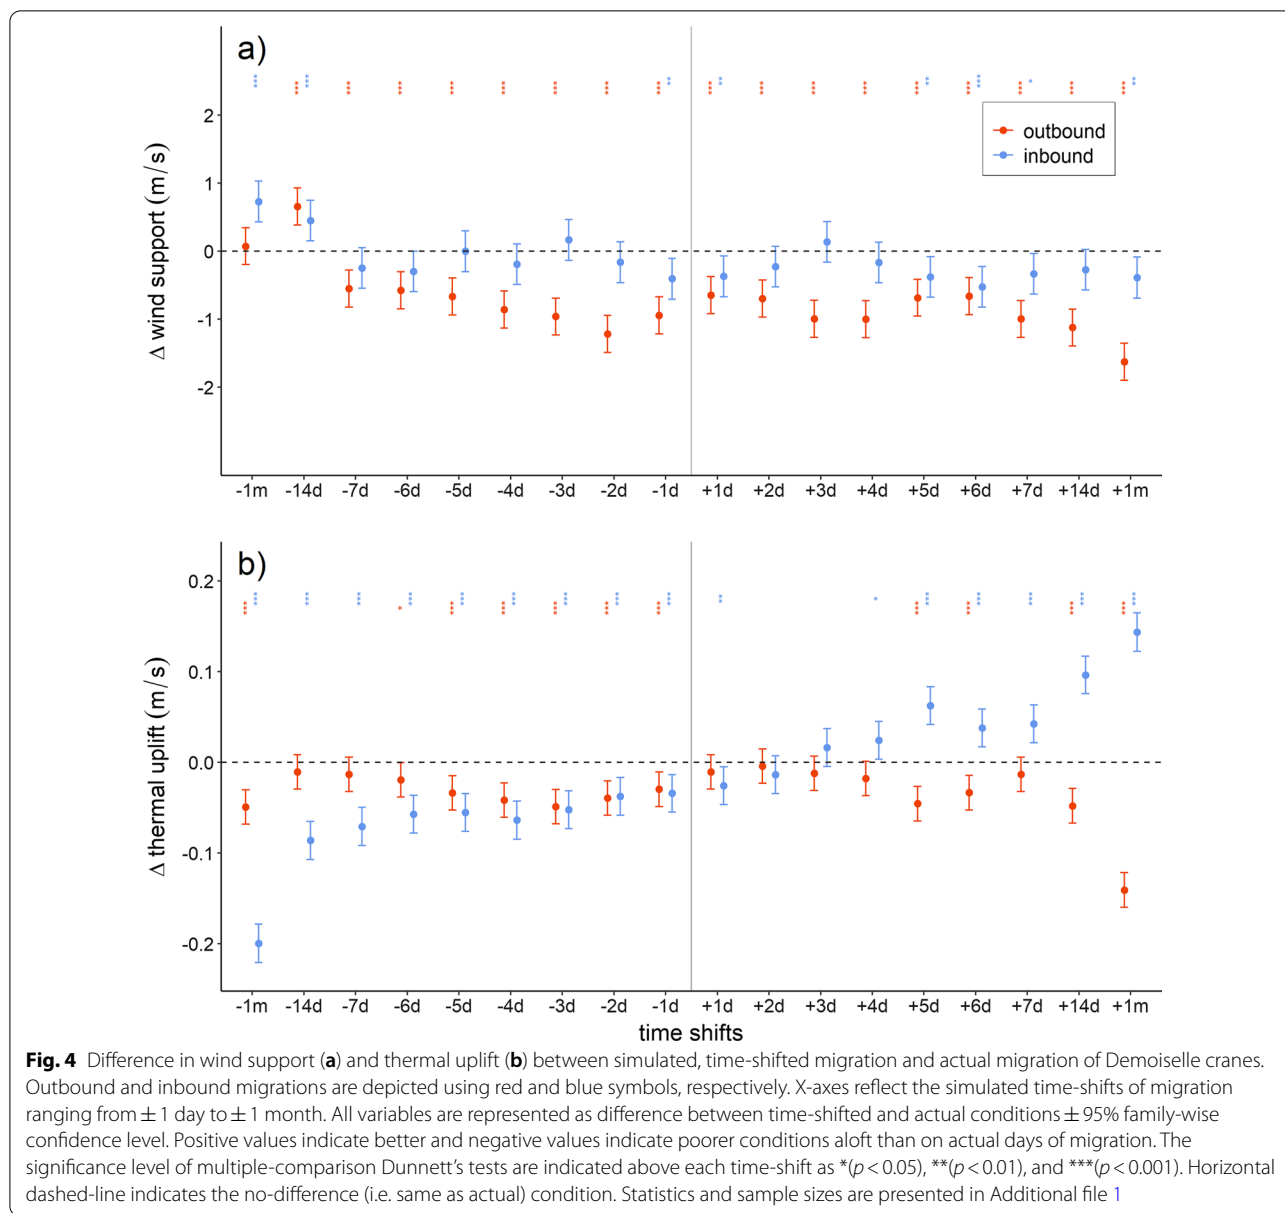 a)
*** *** *** *** *** *** *** *** *** *** *** ** *** ** *** *** *** *** *** ** *** *** *** * *** *** **
Δ wind support (m/s)
2
1
0
-1
-2
outbound
inbound
-1m -14d -7d -6d -5d -4d -3d -2d -1d +1d +2d +3d +4d +5d +6d +7d +14d +1m
b)
*** *** *** *** * *** *** *** *** *** *** *** *** *** *** *** ** * *** *** *** *** *** *** *** *** ***
Δ thermal uplift (m/s)
0.2
0.1
0.0
-0.1
-0.2
-1m -14d -7d -6d -5d -4d -3d -2d -1d +1d +2d +3d +4d +5d +6d +7d +14d +1m
time shifts
Fig. 4 Difference in wind support (a) and thermal uplift (b) between simulated, time-shifted migration and actual migration of Demoiselle cranes.
Outbound and inbound migrations are depicted using red and blue symbols, respectively. X-axes reflect the simulated time-shifts of migration
ranging from ± 1 day to ± 1 month. All variables are represented as difference between time-shifted and actual conditions ± 95% family-wise
confidence level. Positive values indicate better and negative values indicate poorer conditions aloft than on actual days of migration. The
significance level of multiple-comparison Dunnett's tests are indicated above each time-shift as *(p < 0.05), **(p < 0.01), and ***(p < 0.001). Horizontal
dashed-line indicates the no-difference (i.e. same as actual) condition. Statistics and sample sizes are presented in Additional file 1